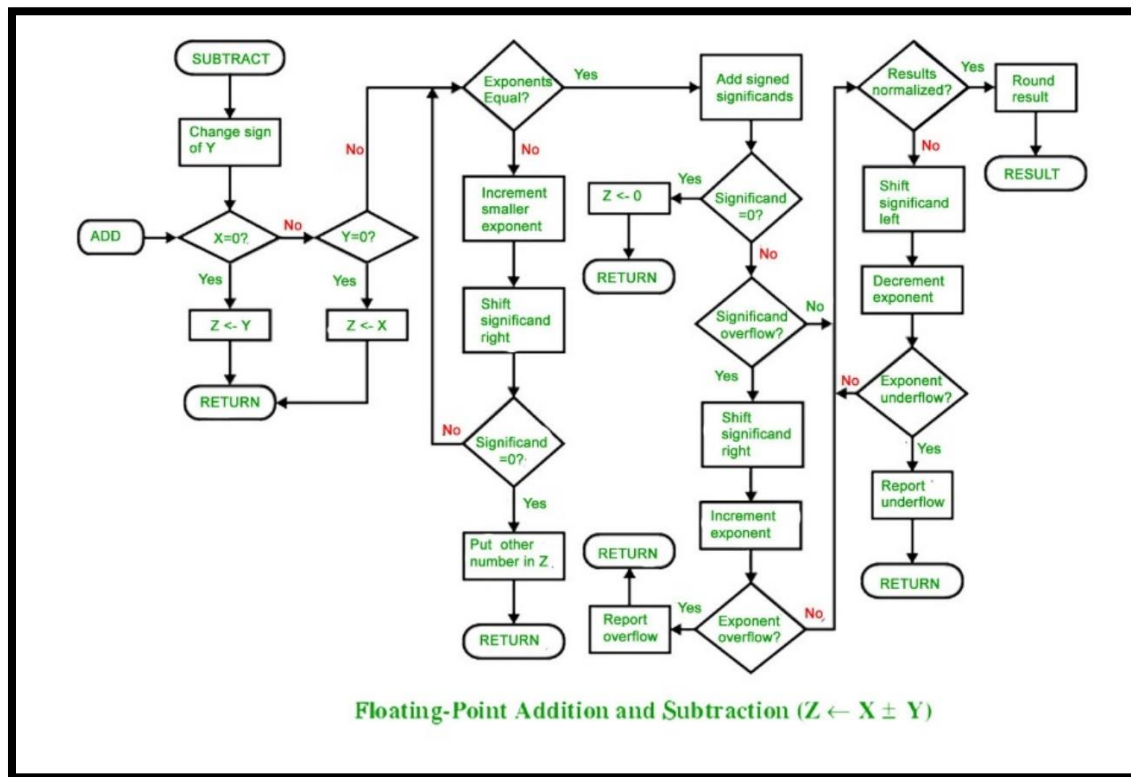 SUBTRACT
Change sign
of Y
ADD
X=0?
No
Y=0?
No
Yes
Yes
Z <- Y
Z <- X
RETURN
Exponents
Equal?
Yes
No
Increment
smaller
exponent
Shift
significand
right
Significand
=0?
No
Yes
Put other
number in Z
RETURN
Add signed
significands
Significand
=0?
Yes
Z <- 0
RETURN
No
Significand
overflow?
No
Yes
Shift
significand
right
Increment
exponent
Exponent
overflow?
Yes
Report
overflow
RETURN
No
Results
normalized?
Yes
Round
result
RESULT
No
Shift
significand
left
Decrement
exponent
Exponent
underflow?
No
Yes
Report
underflow
RETURN
Floating-Point Addition and Subtraction (Z ← X ± Y)